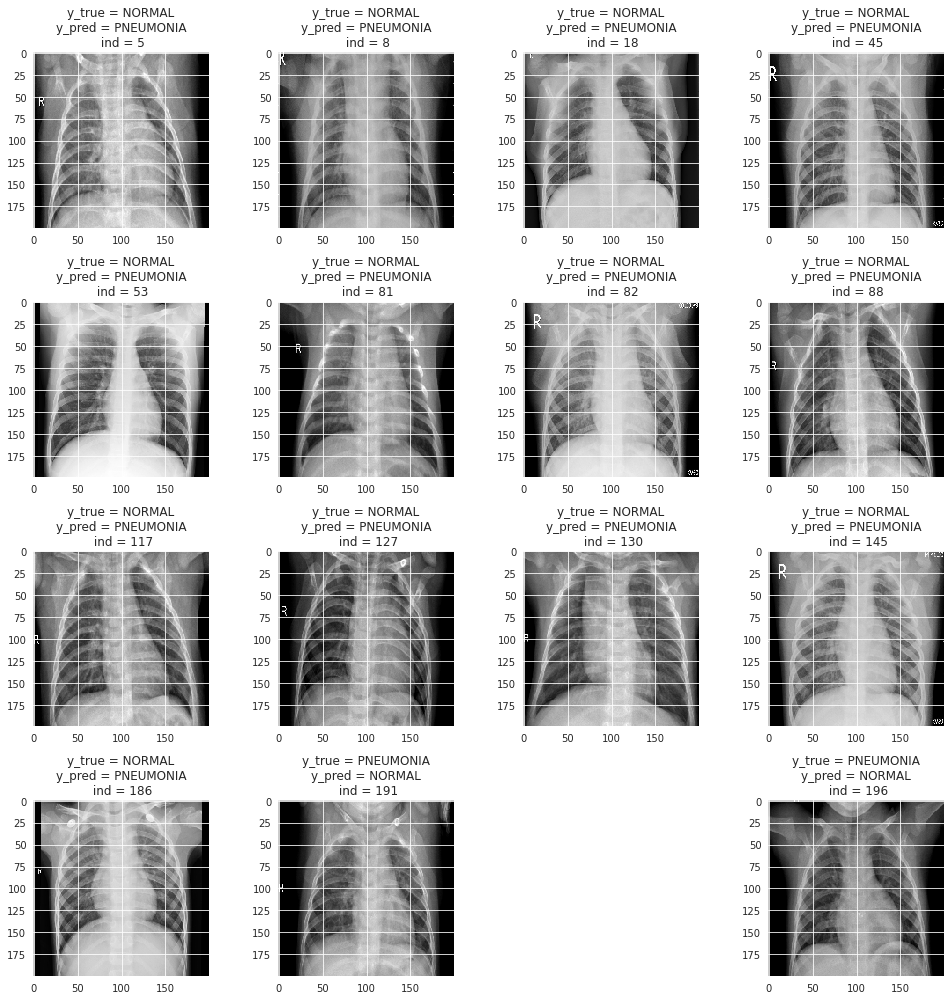 y_true = NORMAL y_true = NORMAL y_true = NORMAL y_true = NORMAL
y_pred = PNEUMONIA y_pred = PNEUMONIA y_pred = PNEUMONIA y_pred = PNEUMONIA
ind = 5 ind = 8 ind = 18 ind = 45
0 0 0 0
25 25 25 25
R R
50 50 50 50
R
75 75 75 75
100 100 100 100
125 125 125 125
150 150 150 150
175 175 175 175
0 50 100 150 0 50 100 150 0 50 100 150 0 50 100 150
y_true = NORMAL y_true = NORMAL y_true = NORMAL y_true = NORMAL
y_pred = PNEUMONIA y_pred = PNEUMONIA y_pred = PNEUMONIA y_pred = PNEUMONIA
ind = 53 ind = 81 ind = 82 ind = 88
0 0 0 0
25 25 25 25
R
50 50 50 50
R
75 75 75 75
R
100 100 100 100
125 125 125 125
150 150 150 150
175 175 175 175
0 50 100 150 0 50 100 150 0 50 100 150 0 50 100 150
y_true = NORMAL y_true = NORMAL y_true = NORMAL y_true = NORMAL
y_pred = PNEUMONIA y_pred = PNEUMONIA y_pred = PNEUMONIA y_pred = PNEUMONIA
ind = 117 ind = 127 ind = 130 ind = 145
0 0 0 0
25 25 25 25
R
50 50 50 50
R
75 75 75 75
100 100 100 100
R R
125 125 125 125
150 150 150 150
175 175 175 175
0 50 100 150 0 50 100 150 0 50 100 150 0 50 100 150
y_true = NORMAL y_true = PNEUMONIA y_true = PNEUMONIA
y_pred = PNEUMONIA y_pred = NORMAL y_pred = NORMAL
ind = 186 ind = 191 ind = 196
0 0 0
25 25 25
50 50 50
75 75 75
R
100 100 100
125 125 125
150 150 150
175 175 175
0 50 100 150 0 50 100 150 0 50 100 150